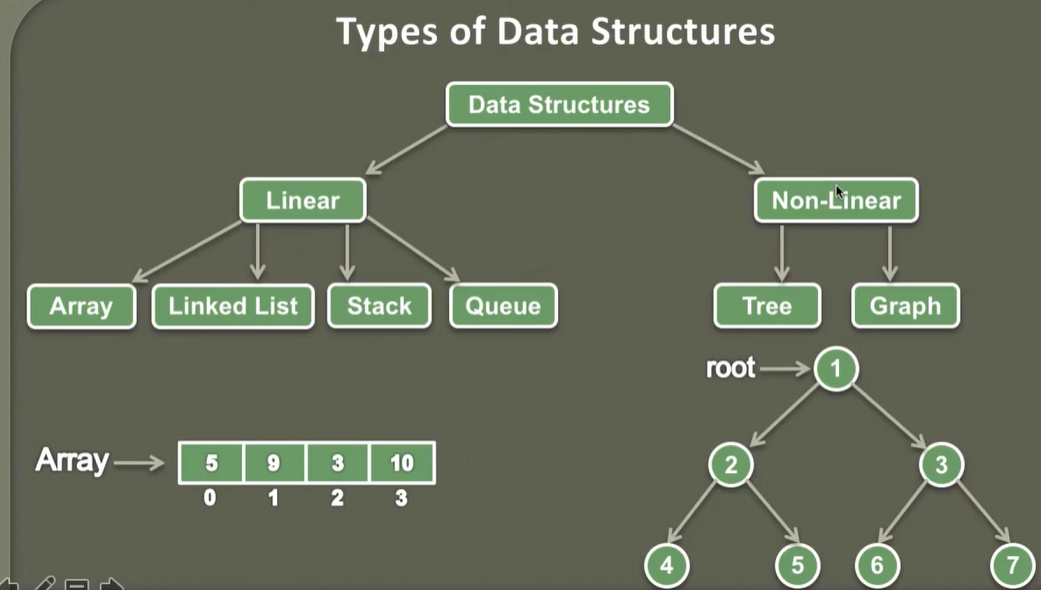 Types of Data Structures
Data Structures
Linear
Non-Linear
Array
Linked List
Stack
Queue
Tree
Graph
root
1
2
3
4
5
6
7
Array
5 9 3 10
0 1 2 3